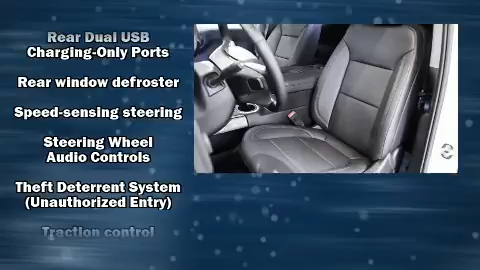 Rear Dual USB
Charging-Only Ports
Rear window defroster
Speed-sensing steering
Steering Wheel
Audio Controls
Theft Deterrent System
(Unauthorized Entry)
Traction control